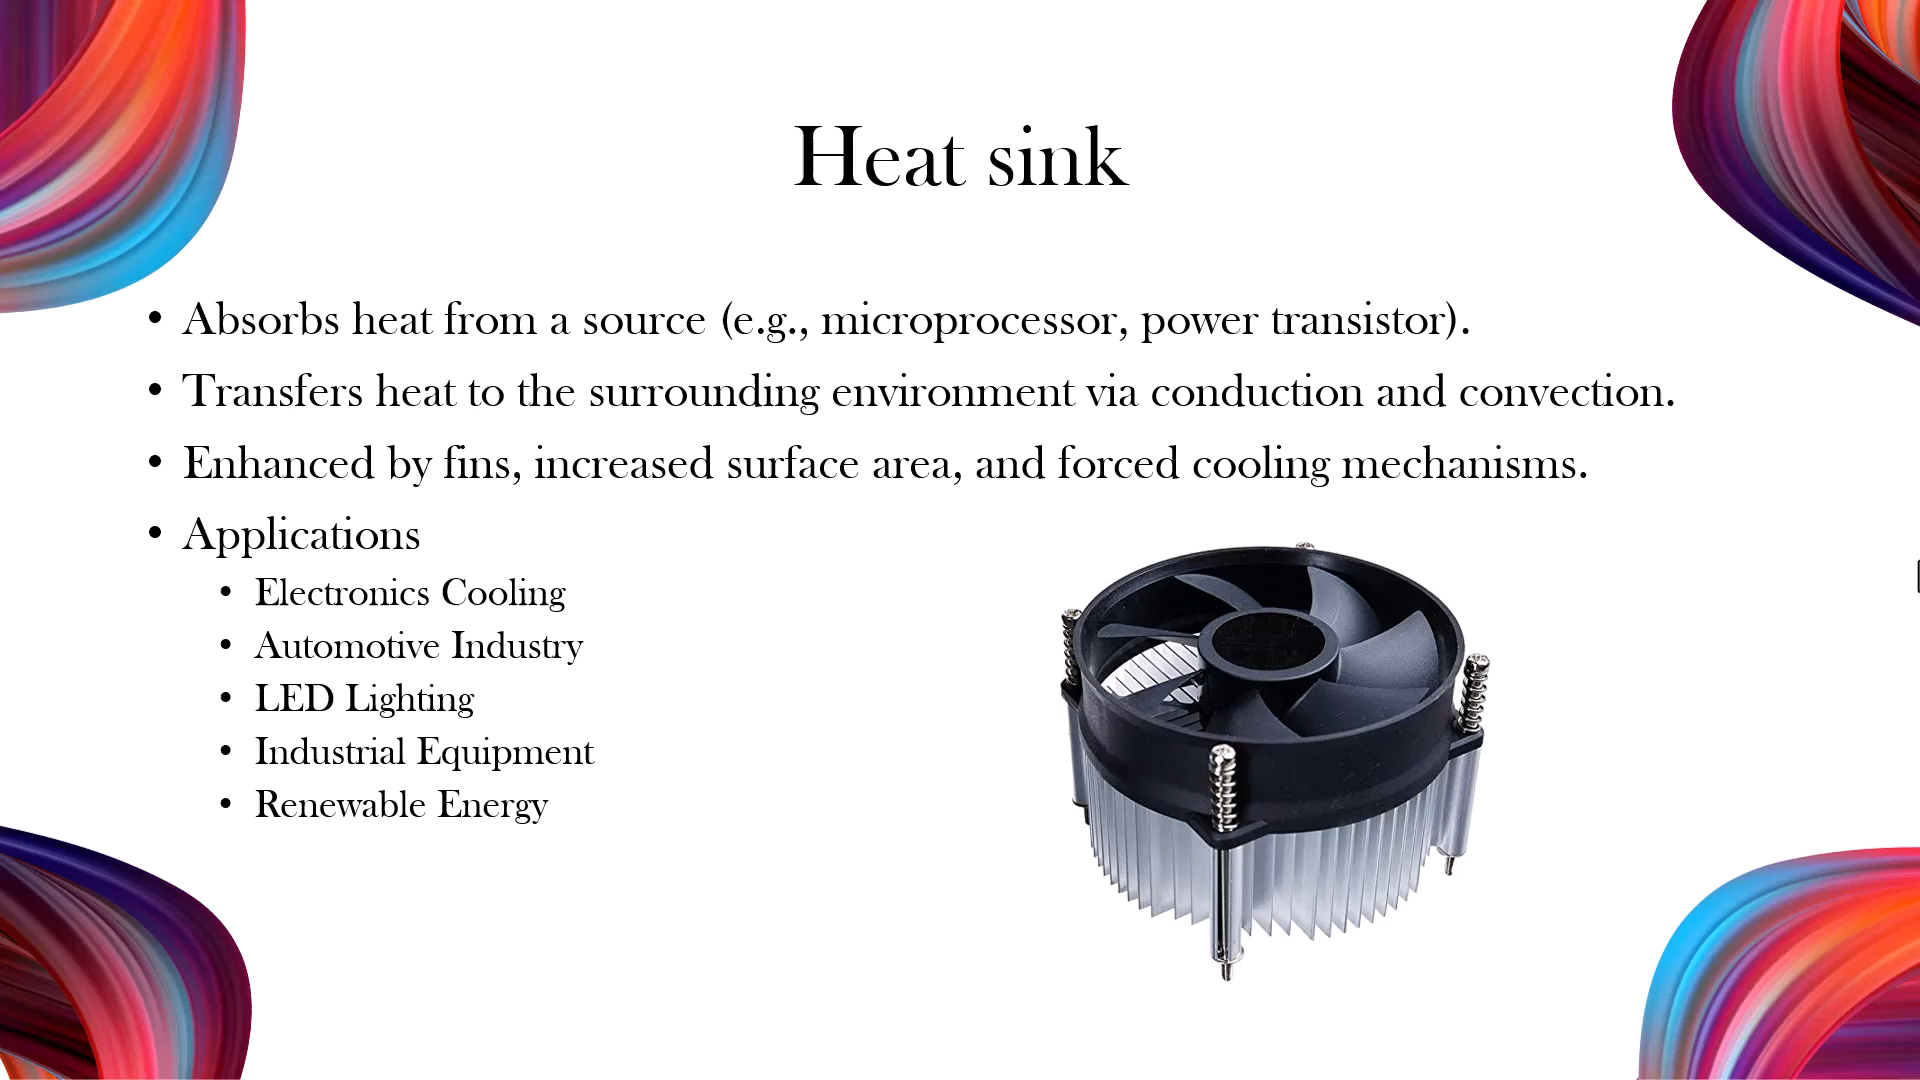 Heat sink
• Absorbs heat from a source (e.g., microprocessor, power transistor).
• Transfers heat to the surrounding environment via conduction and convection.
• Enhanced by fins, increased surface area, and forced cooling mechanisms.
• Applications
• Electronics Cooling
• Automotive Industry
• LED Lighting
• Industrial Equipment
• Renewable Energy